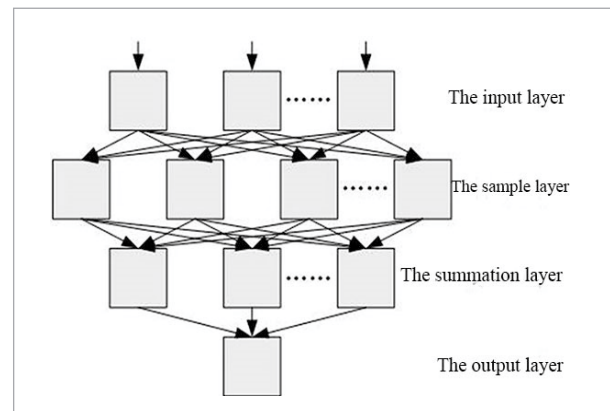 The input layer
The sample layer
The summation layer
The output layer